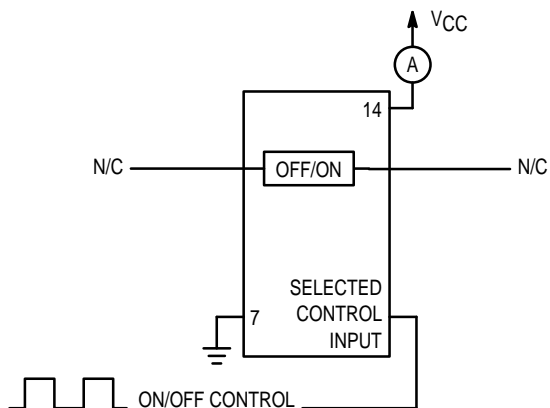 VCC
A
14
N/C
OFF/ON
N/C
SELECTED
CONTROL
INPUT
7
ON/OFF CONTROL